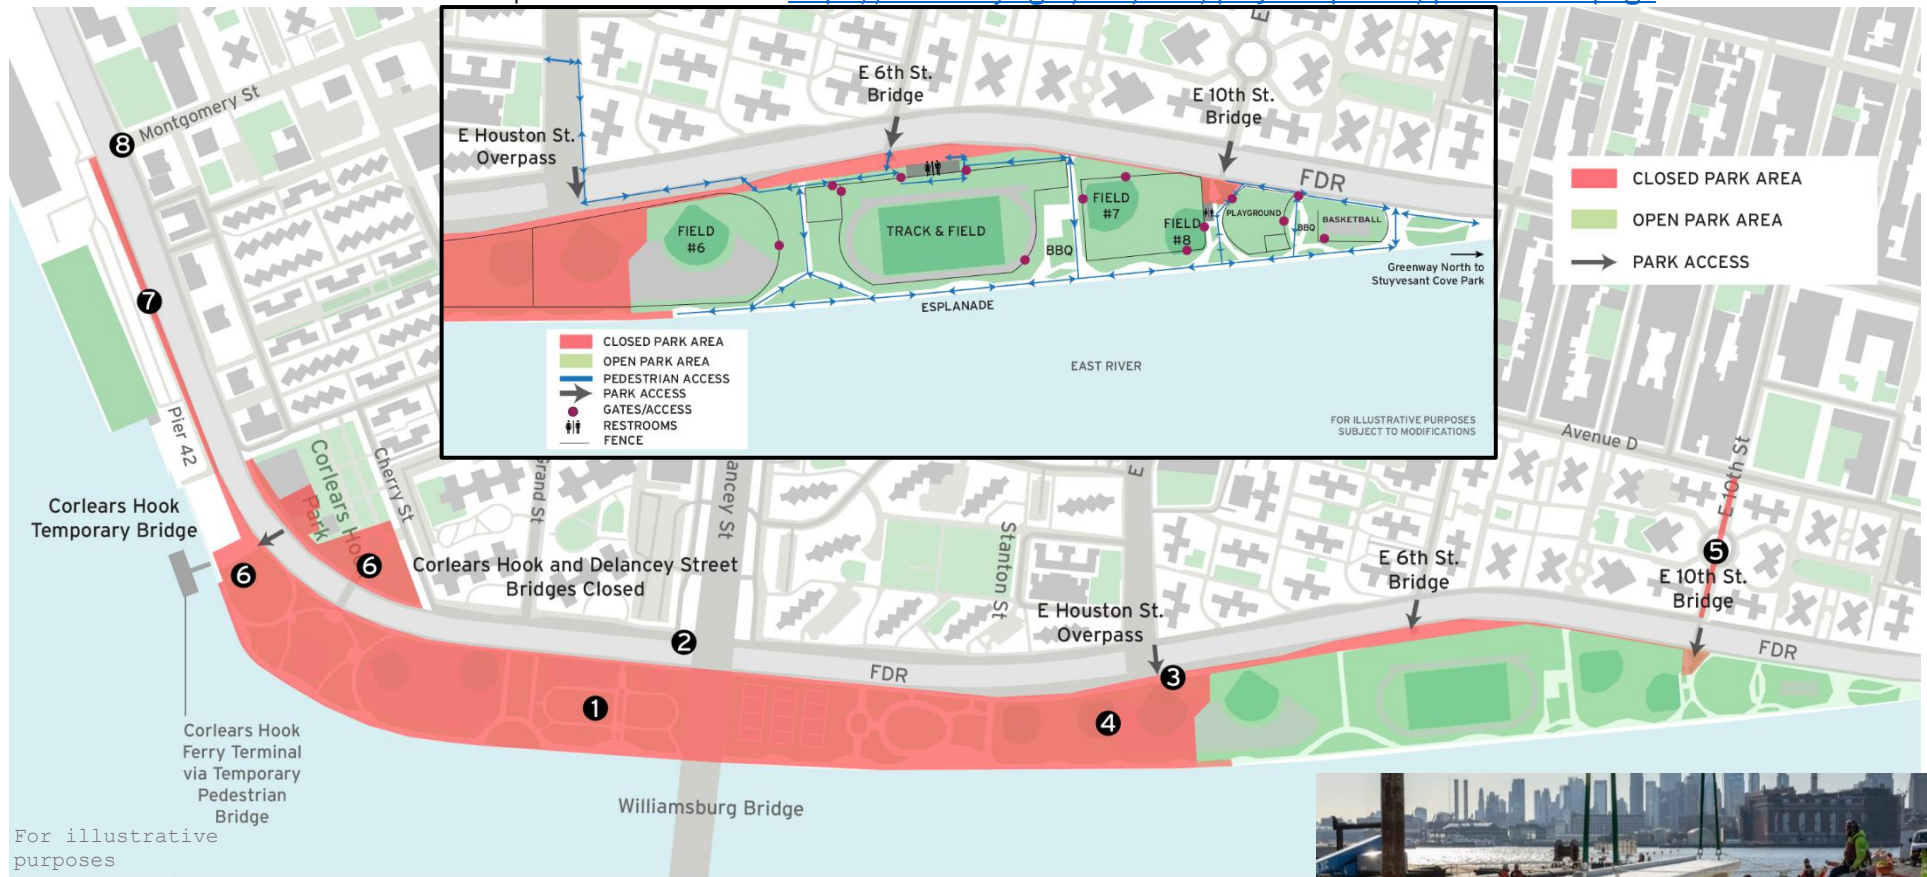 E 6th St.
Bridge
E 10th St.
Bridge
E Houston St.
Overpass
FDR
FIELD
#6
TRACK & FIELD
BBQ
FIELD
#7
FIELD
#8
PLAYGROUND
BBQ
BASKETBALL
Greenway North to
Stuyvesant Cove Park
ESPLANADE
EAST RIVER
CLOSED PARK AREA
OPEN PARK AREA
PEDESTRIAN ACCESS
PARK ACCESS
GATES/ACCESS
RESTROOMS
FENCE
FOR ILLUSTRATIVE PURPOSES
SUBJECT TO MODIFICATIONS
CLOSED PARK AREA
OPEN PARK AREA
PARK ACCESS
8
Montgomery St
7
Pier 42
Corlears Hook
Park
Cherry St
Grand St
Stanton St
E
Avenue D
E 10th St
Corlears Hook
Temporary Bridge
6
6
Corlears Hook and Delancey Street
Bridges Closed
2
FDR
1
E Houston St.
Overpass
3
4
E 6th St.
Bridge
5
E 10th St.
Bridge
FDR
Corlears Hook
Ferry Terminal
via Temporary
Pedestrian
Bridge
Williamsburg Bridge
For illustrative
purposes